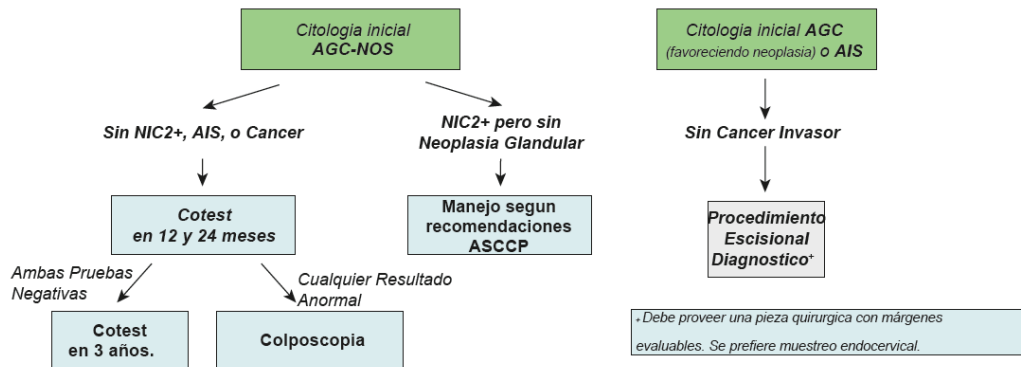 Citologia inicial
AGC-NOS
Citologia inicial AGC
(favoreciendo neoplasia) o AIS
Sin NIC2+, AIS, o Cancer
NIC2+ pero sin
Neoplasia Glandular
Sin Cancer Invasor
Cotest
en 12 y 24 meses
Manejo segun
recomendaciones
ASCCP
Procedimiento
Escisional
Diagnostico+
Ambas Pruebas
Negativas
Cualquier Resultado
Anormal
Cotest
en 3 años.
Colposcopia
+ Debe proveer una pieza quirurgica con márgenes
evaluables. Se prefiere muestreo endocervical.